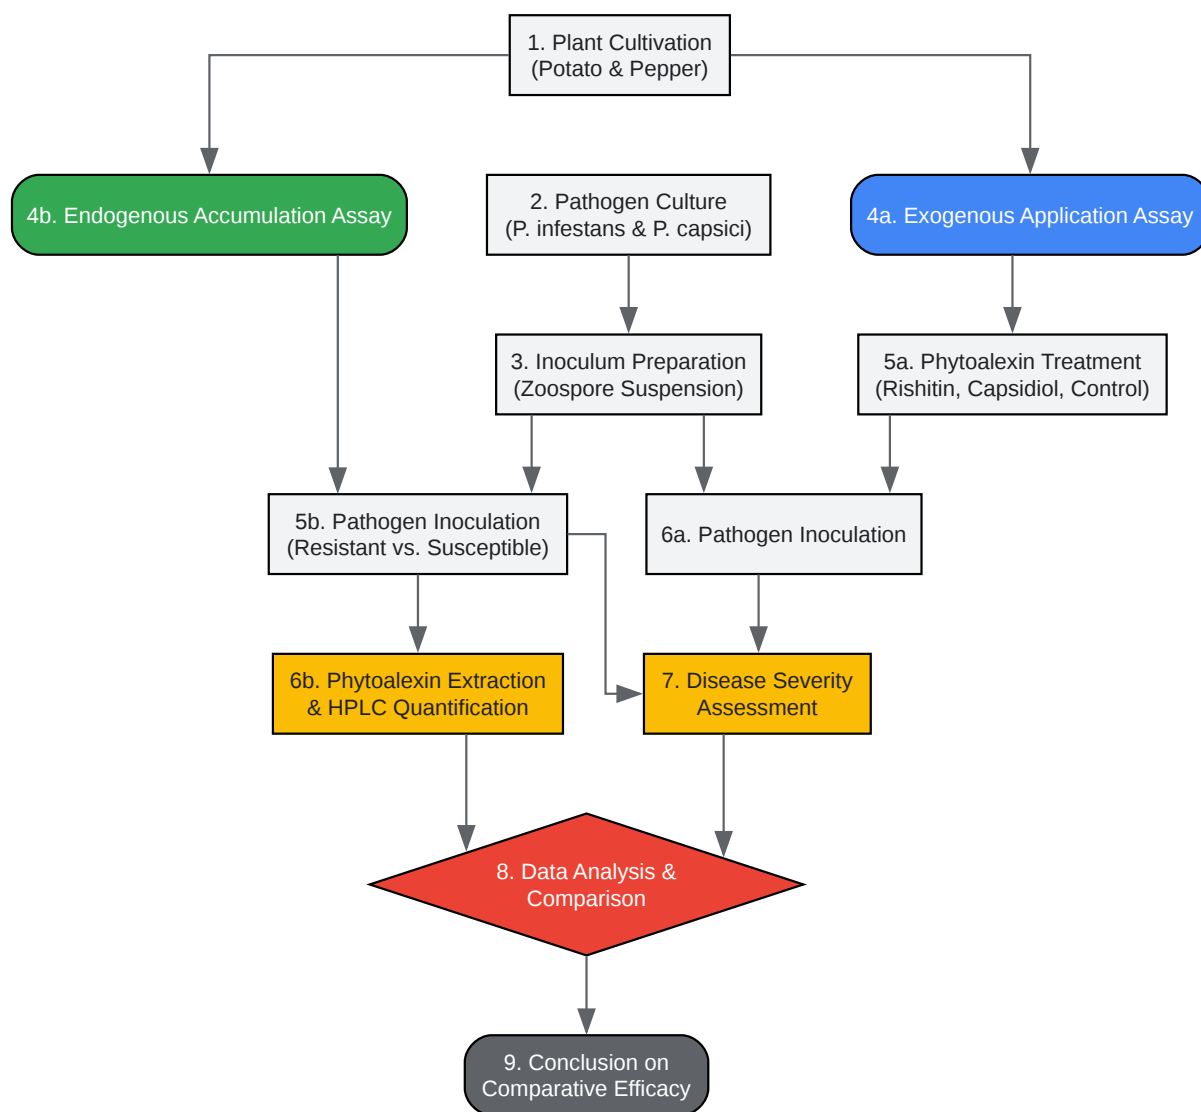 1. Plant Cultivation
(Potato & Pepper)
4b. Endogenous Accumulation Assay
2. Pathogen Culture
(P. infestans & P. capsici)
4a. Exogenous Application Assay
3. Inoculum Preparation
(Zoospore Suspension)
5a. Phytoalexin Treatment
(Rishitin, Capsidiol, Control)
5b. Pathogen Inoculation
(Resistant vs. Susceptible)
6a. Pathogen Inoculation
6b. Phytoalexin Extraction
& HPLC Quantification
7. Disease Severity
Assessment
8. Data Analysis &
Comparison
9. Conclusion on
Comparative Efficacy